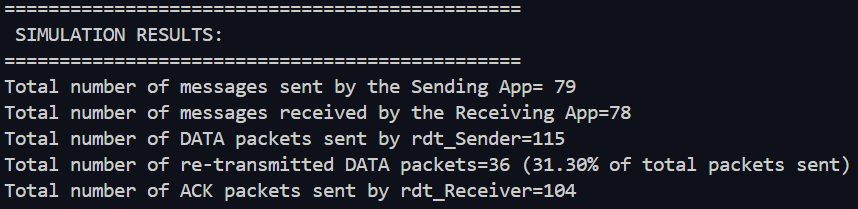 ================================================
SIMULATION RESULTS:
================================================
Total number of messages sent by the Sending App= 79
Total number of messages received by the Receiving App=78
Total number of DATA packets sent by rdt_Sender=115
Total number of re-transmitted DATA packets=36 (31.30% of total packets sent)
Total number of ACK packets sent by rdt_Receiver=104